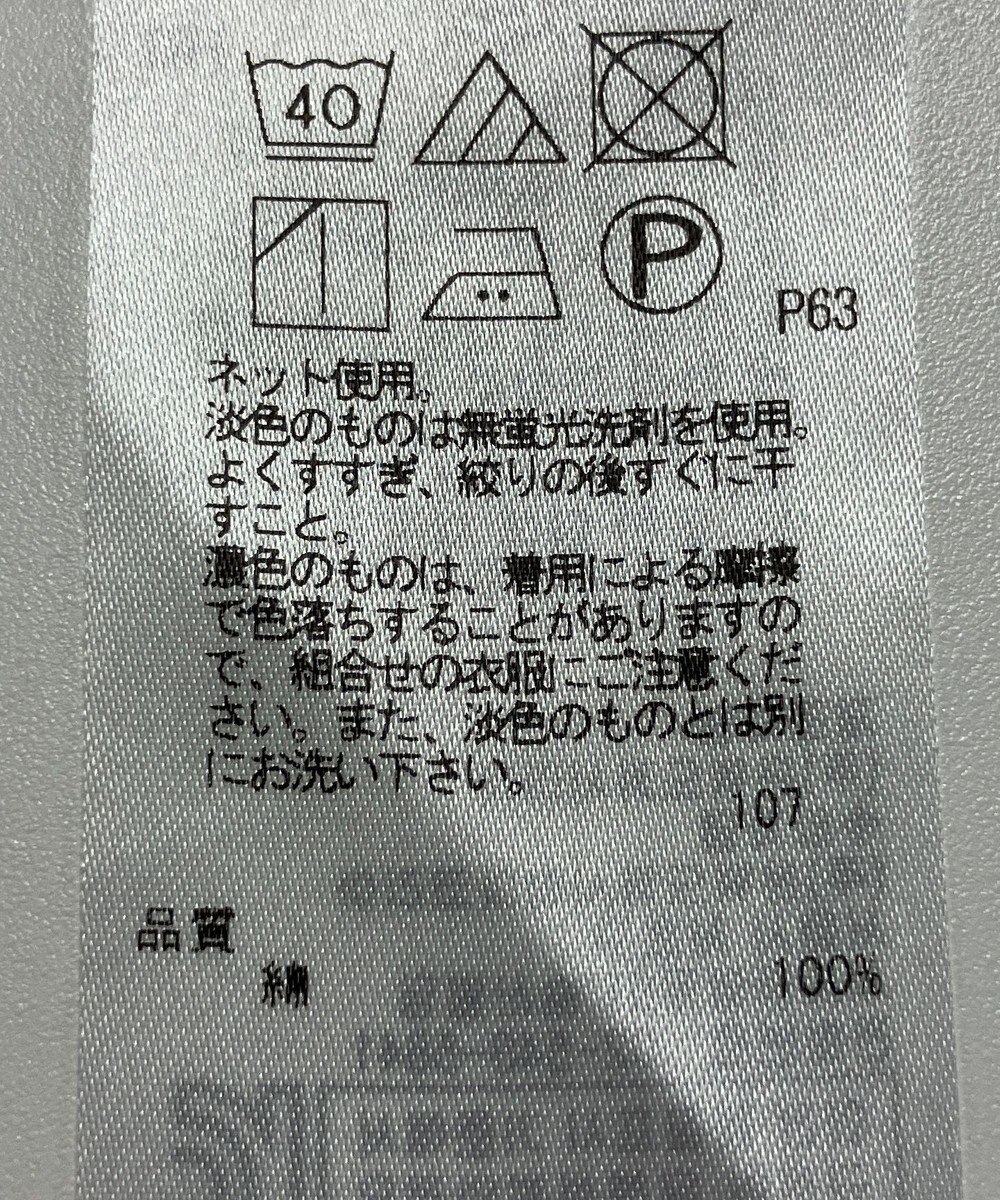 40
P
P63
ネット使用。
淡色のものは無蛍光洗剤を使用。
よくすすぎ、絞りの後すぐに干
すこと。
濃色のものは、着用による摩擦
で色落ちすることがありますの
で、組合せの衣服にご注意くだ
さい。また、淡色のものとは別
にお洗い下さい。
107
品質
綿 100%